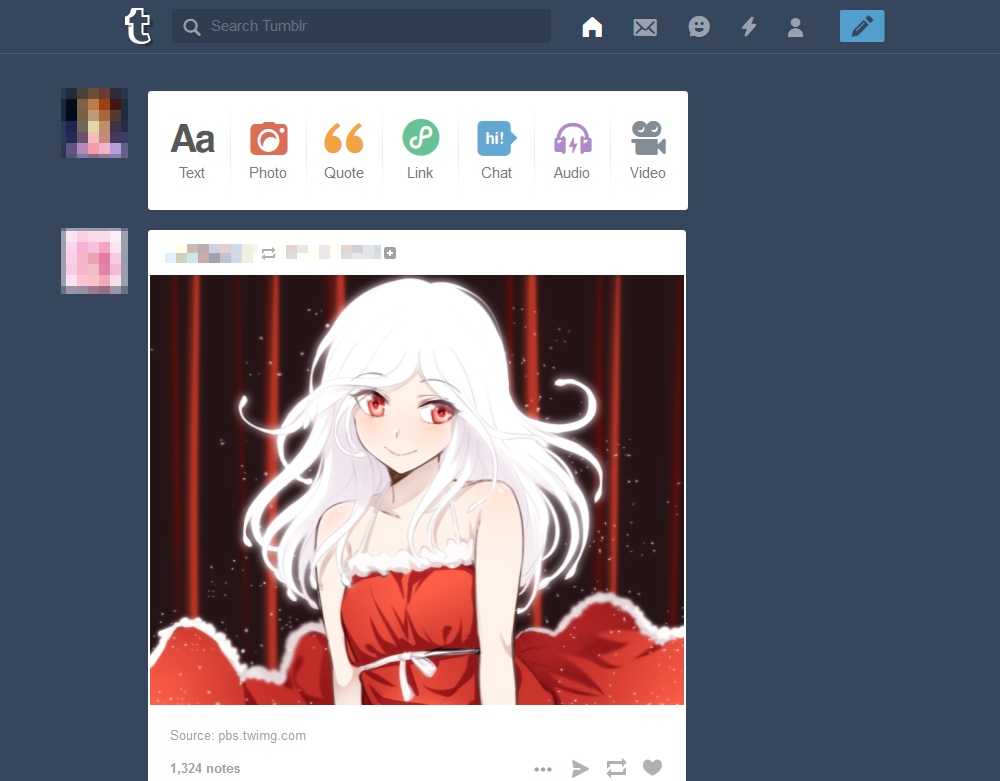 t
Search Tumblr
Aa
hi!
Text
Photo
Quote
Link
Chat
Audio
Video
Source: pbs.twimg.com
1,324 notes